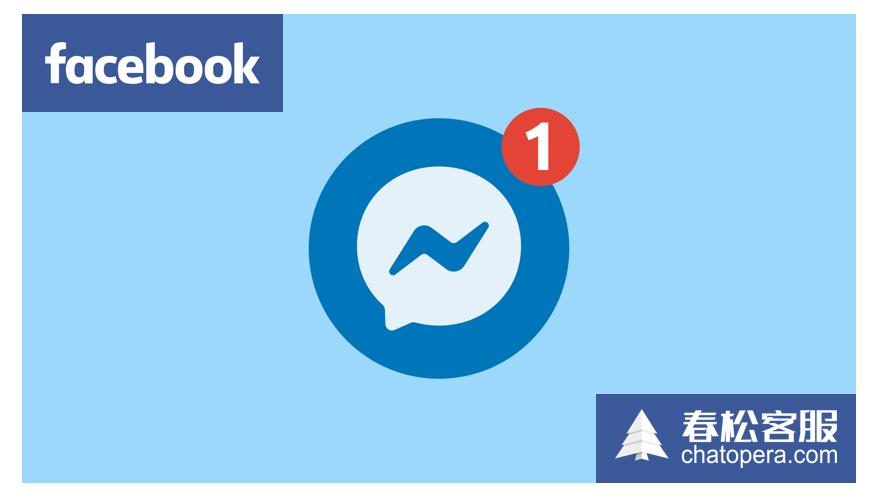 facebook
1
春松客服
chatopera.com